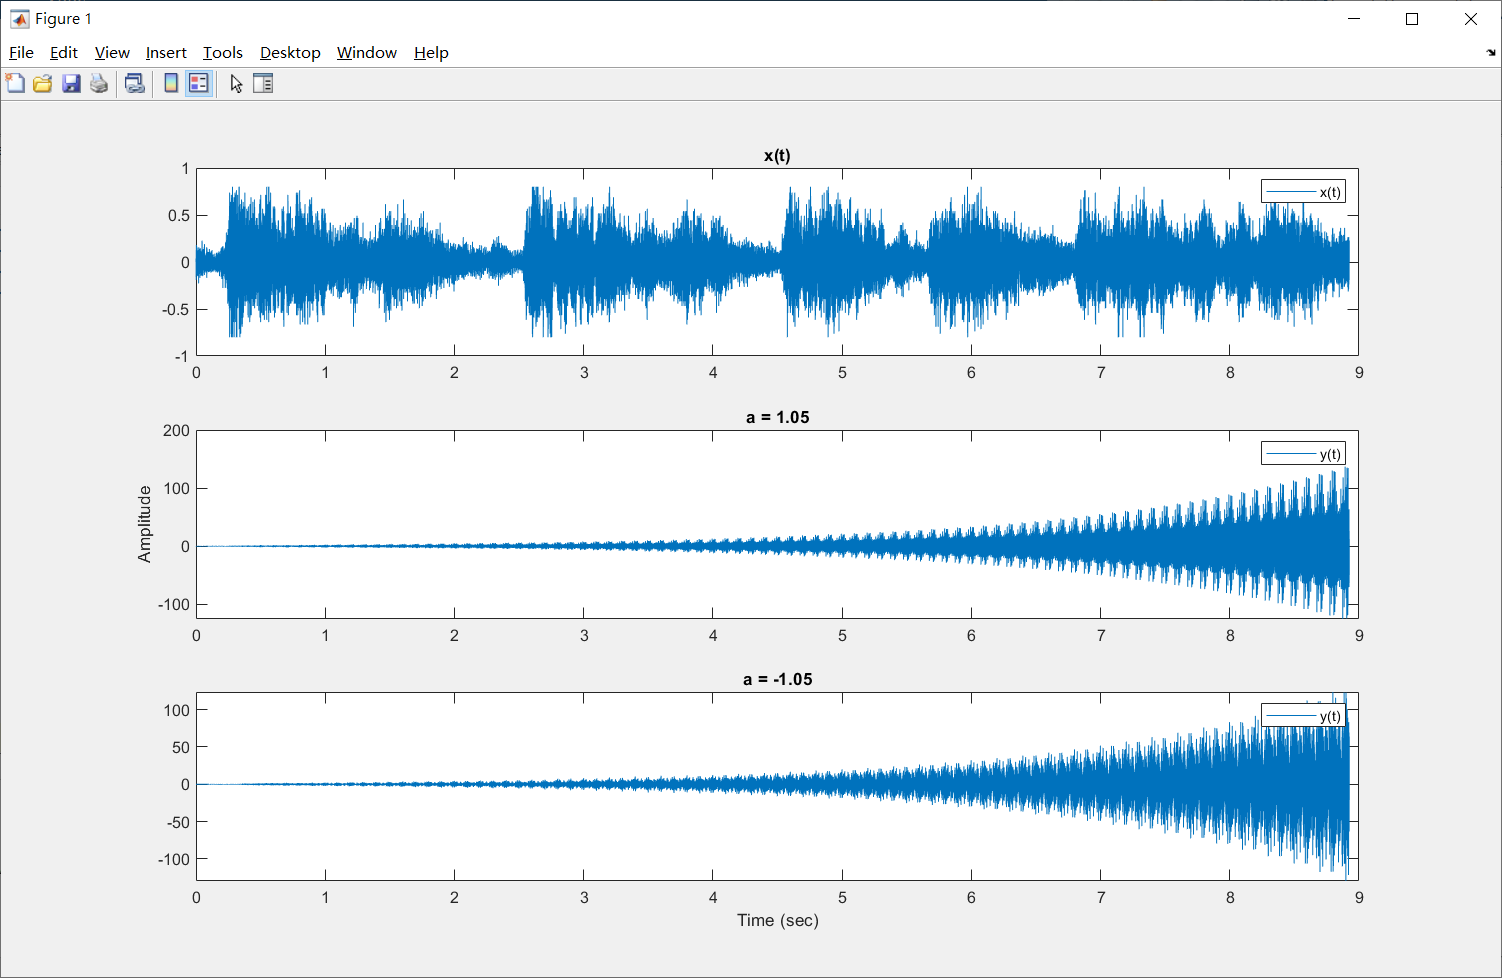 Figure 1
File Edit View Insert Tools Desktop Window Help
x(t)
1
0.5
0
-0.5
-1
x(t)
0 1 2 3 4 5 6 7 8 9
a = 1.05
200
100
0
-100
Amplitude
y(t)
0 1 2 3 4 5 6 7 8 9
a = -1.05
100
50
0
-50
-100
y(t)
0 1 2 3 4 5 6 7 8 9
Time (sec)